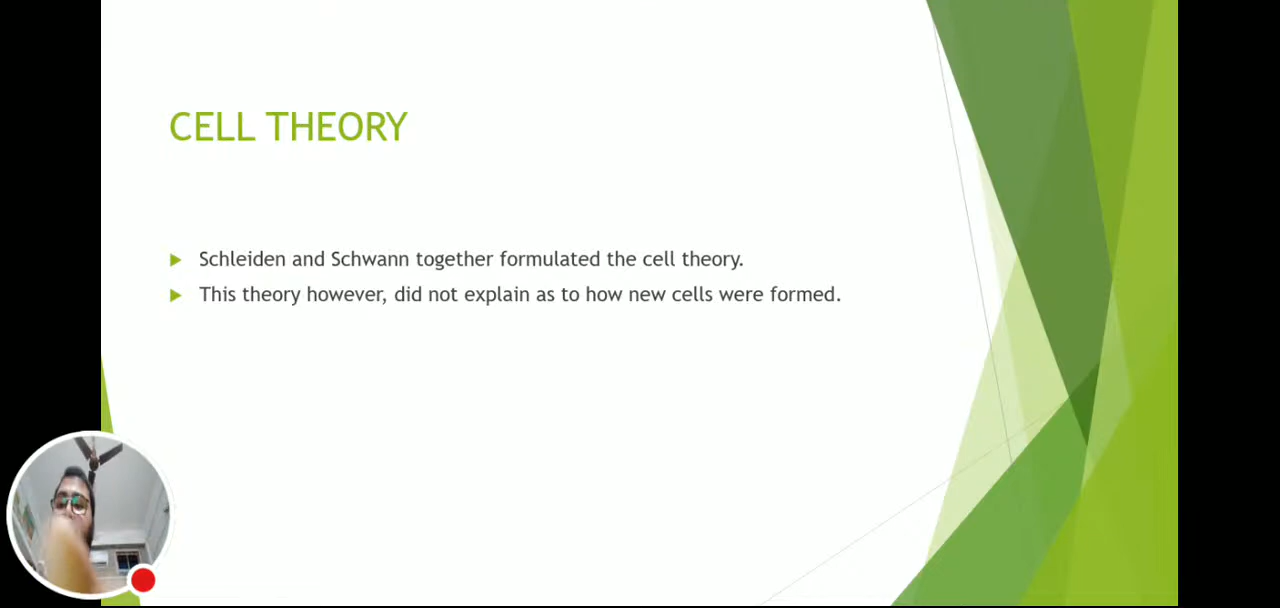 CELL THEORY
Schleiden and Schwann together formulated the cell theory.
This theory however, did not explain as to how new cells were formed.